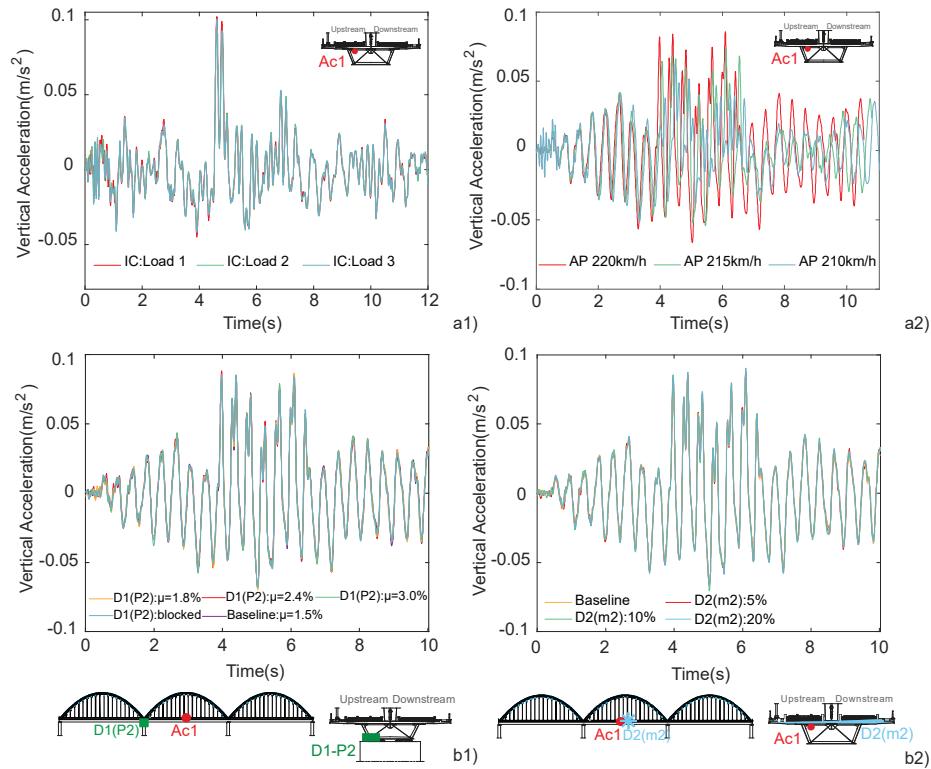 0.1
0.05
0
-0.05
-0.1
Vertical Acceleration(m/s²)
Upstream Downstream
Ac1
IC:Load 1 IC:Load 2 IC:Load 3
0 2 4 6 8 10 12
Time(s)
a1)
0.1
0.05
0
-0.05
-0.1
Vertical Acceleration(m/s²)
Upstream Downstream
Ac1
AP 220km/h AP 215km/h AP 210km/h
0 2 4 6 8 10
Time(s)
a2)
0.1
0.05
0
-0.05
-0.1
Vertical Acceleration(m/s²)
D1(P2):μ=1.8% D1(P2):μ=2.4% D1(P2):μ=3.0%
D1(P2):blocked Baseline:μ=1.5%
0 2 4 6 8 10
Time(s)
D1(P2) Ac1
Upstream Downstream
D1-P2
b1)
0.1
0.05
0
-0.05
-0.1
Vertical Acceleration(m/s²)
Baseline D2(m2):5%
D2(m2):10% D2(m2):20%
0 2 4 6 8 10
Time(s)
Ac1 D2(m2)
Upstream Downstream
Ac1 D2(m2)
b2)